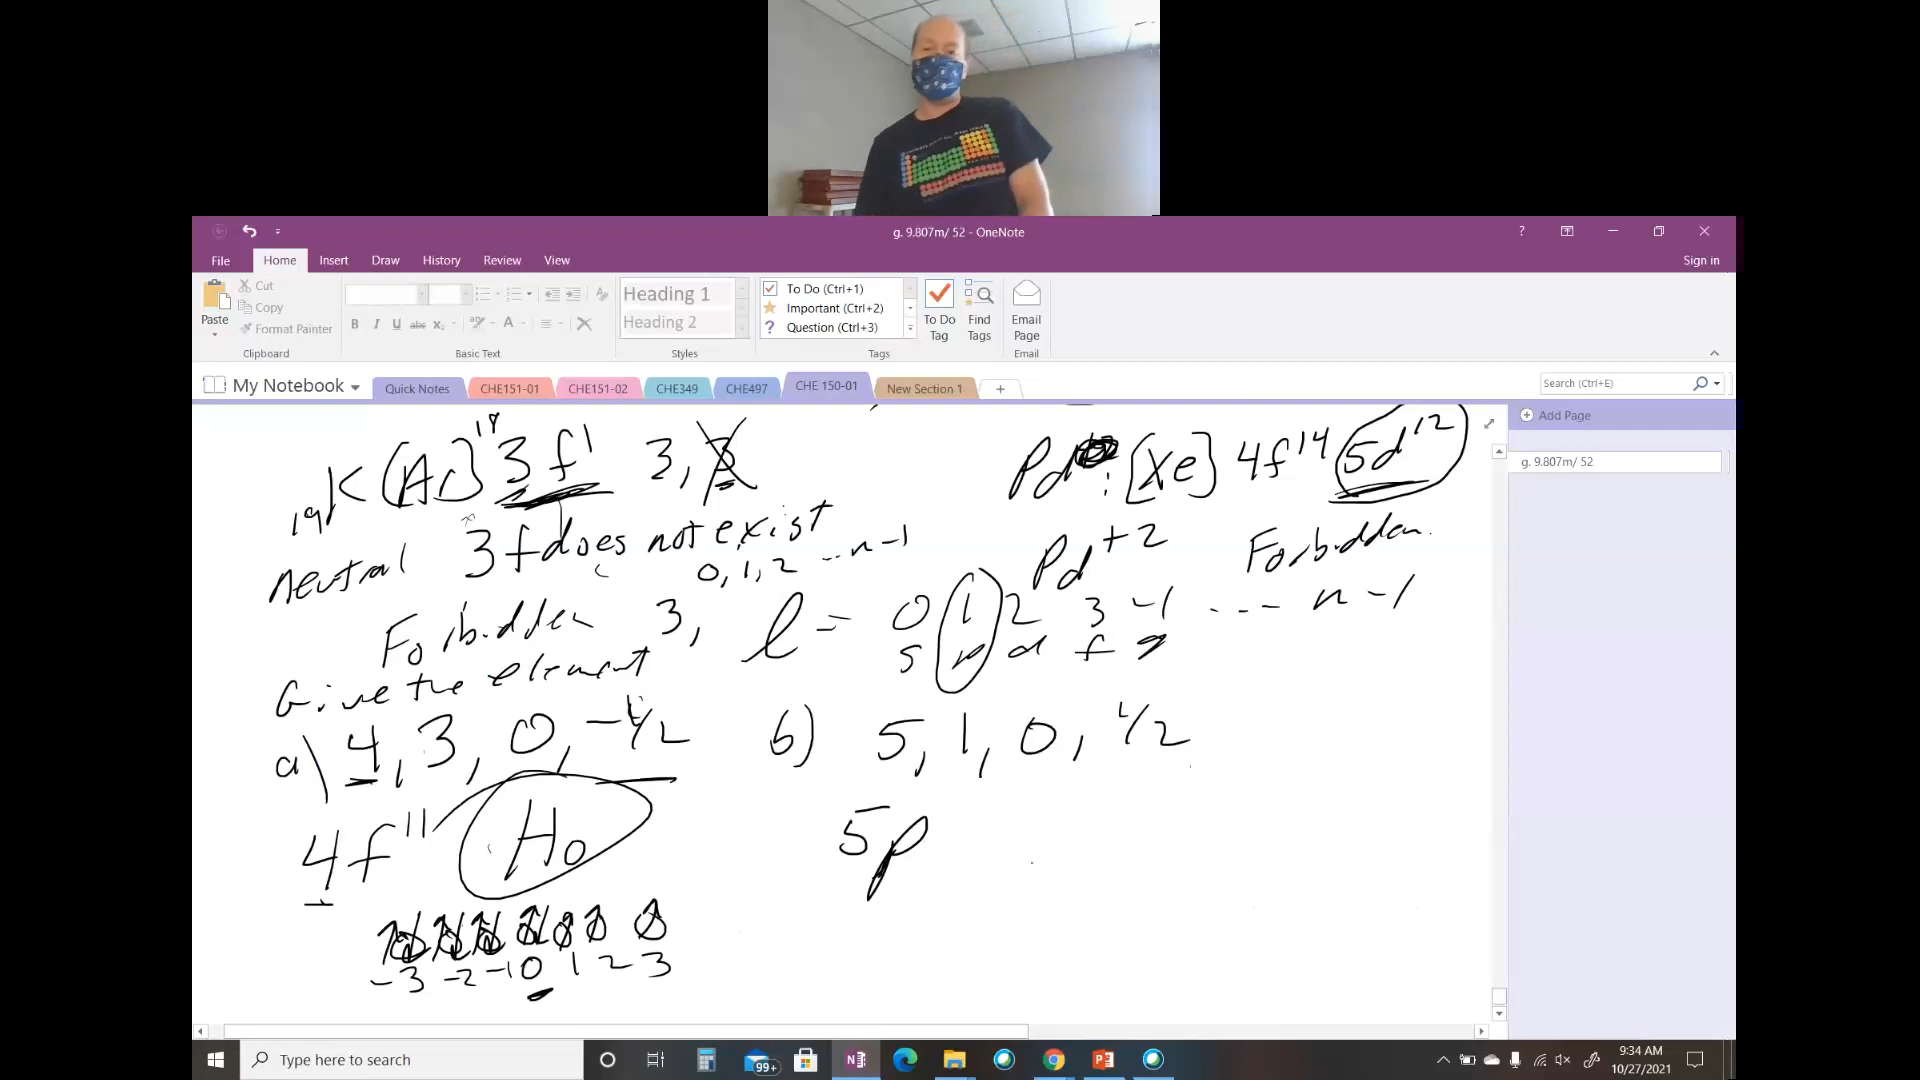 g. 9.807m/ 52 - OneNote
File Home Insert Draw History Review View Sign in
Paste
Cut
Copy
Format Painter
Clipboard
B I U abc X₂ A
Basic Text
Heading 1
Heading 2
Styles
To Do (Ctrl+1)
Important (Ctrl+2)
Question (Ctrl+3)
Tags
To Do Tag
Find Tags
Email Page
Email
My Notebook Quick Notes CHE151-01 CHE151-02 CHE349 CHE497 CHE 150-01 New Section 1
Search (Ctrl+E)
Add Page
g. 9.807m/ 52
19K (Ar)18 3f1 3,
Pd : [Xe] 4f14 5d12
neutral 3f does not exist
0, 1, 2 ... n-1
Pd+2 Forbidden
Forbidden 3, l = 0 1 2 3 -1 ... n-1
s p d f
Give the element
a) 4, 3, 0, -1/2 b) 5, 1, 0, 1/2
4f11 Ho 5p
-3 -2 -1 0 1 2 3
Type here to search
99+
9:34 AM
10/27/2021